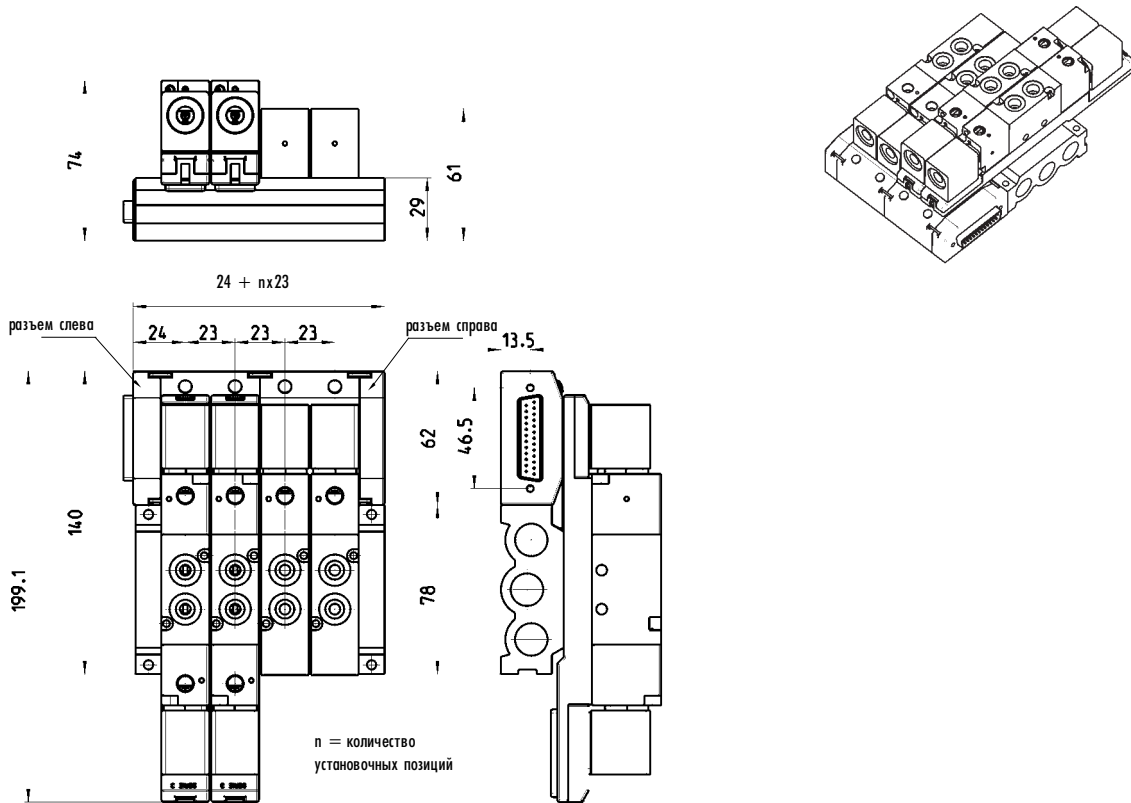 74
61
29
24 + nx23
разъем слева
разъем справа
24
23
23
23
13.5
62
46.5
140
199.1
78
n = количество
установочных позиций